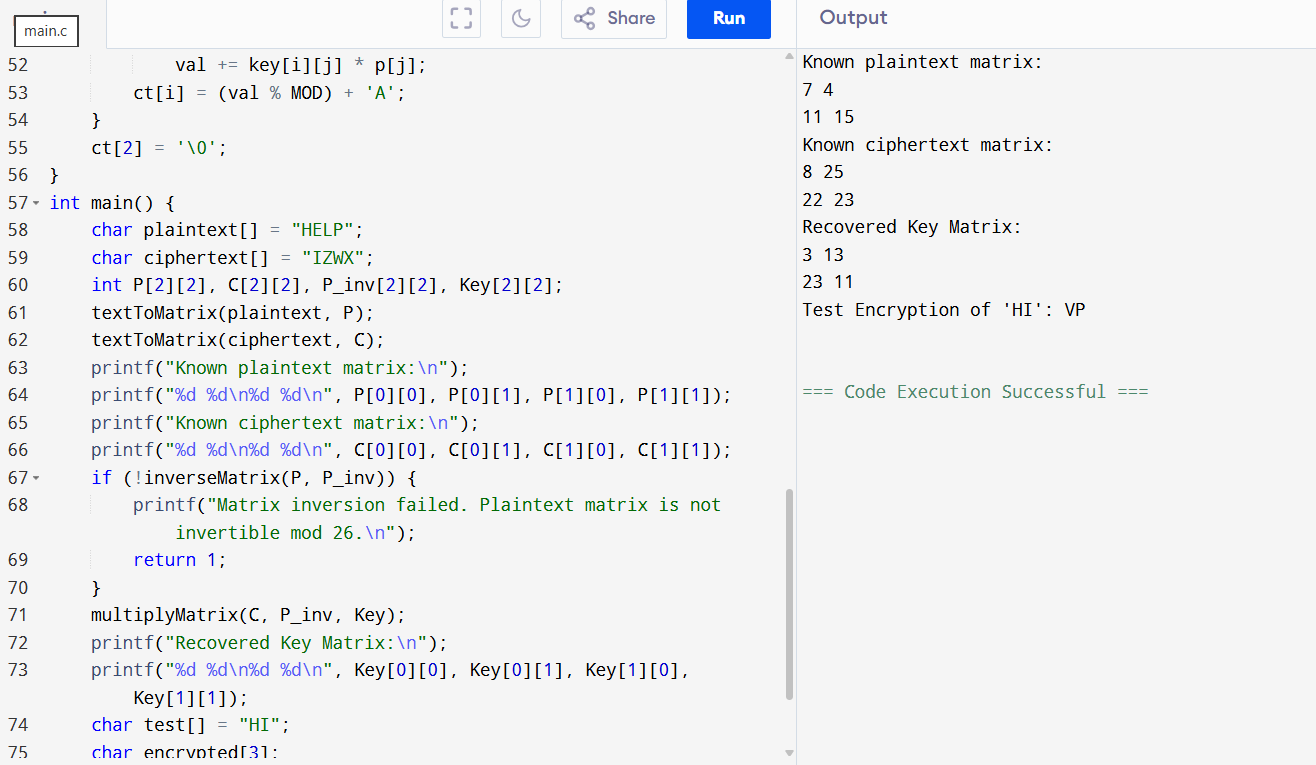 main.c
Share
Run
Output
52 val += key[i][j] * p[j];
53 ct[i] = (val % MOD) + 'A';
54 }
55 ct[2] = '\0';
56 }
57 int main() {
58 char plaintext[] = "HELP";
59 char ciphertext[] = "IZWX";
60 int P[2][2], C[2][2], P_inv[2][2], Key[2][2];
61 textToMatrix(plaintext, P);
62 textToMatrix(ciphertext, C);
63 printf("Known plaintext matrix:\n");
64 printf("%d %d\n%d %d\n", P[0][0], P[0][1], P[1][0], P[1][1]);
65 printf("Known ciphertext matrix:\n");
66 printf("%d %d\n%d %d\n", C[0][0], C[0][1], C[1][0], C[1][1]);
67 if (!inverseMatrix(P, P_inv)) {
68 printf("Matrix inversion failed. Plaintext matrix is not
invertible mod 26.\n");
69 return 1;
70 }
71 multiplyMatrix(C, P_inv, Key);
72 printf("Recovered Key Matrix:\n");
73 printf("%d %d\n%d %d\n", Key[0][0], Key[0][1], Key[1][0],
Key[1][1]);
74 char test[] = "HI";
75 char encrypted[3];
Known plaintext matrix:
7 4
11 15
Known ciphertext matrix:
8 25
22 23
Recovered Key Matrix:
3 13
23 11
Test Encryption of 'HI': VP
=== Code Execution Successful ===